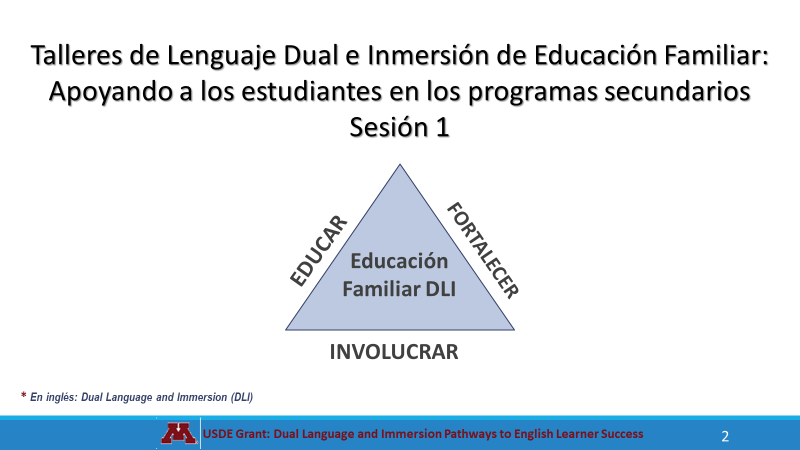 Talleres de Lenguaje Dual e Inmersión de Educación Familiar:
Apoyando a los estudiantes en los programas secundarios
Sesión 1
EDUCAR
FORTALECER
Educación
Familiar DLI
INVOLUCRAR
* En inglés: Dual Language and Immersion (DLI)
M
USDE Grant: Dual Language and Immersion Pathways to English Learner Success
2